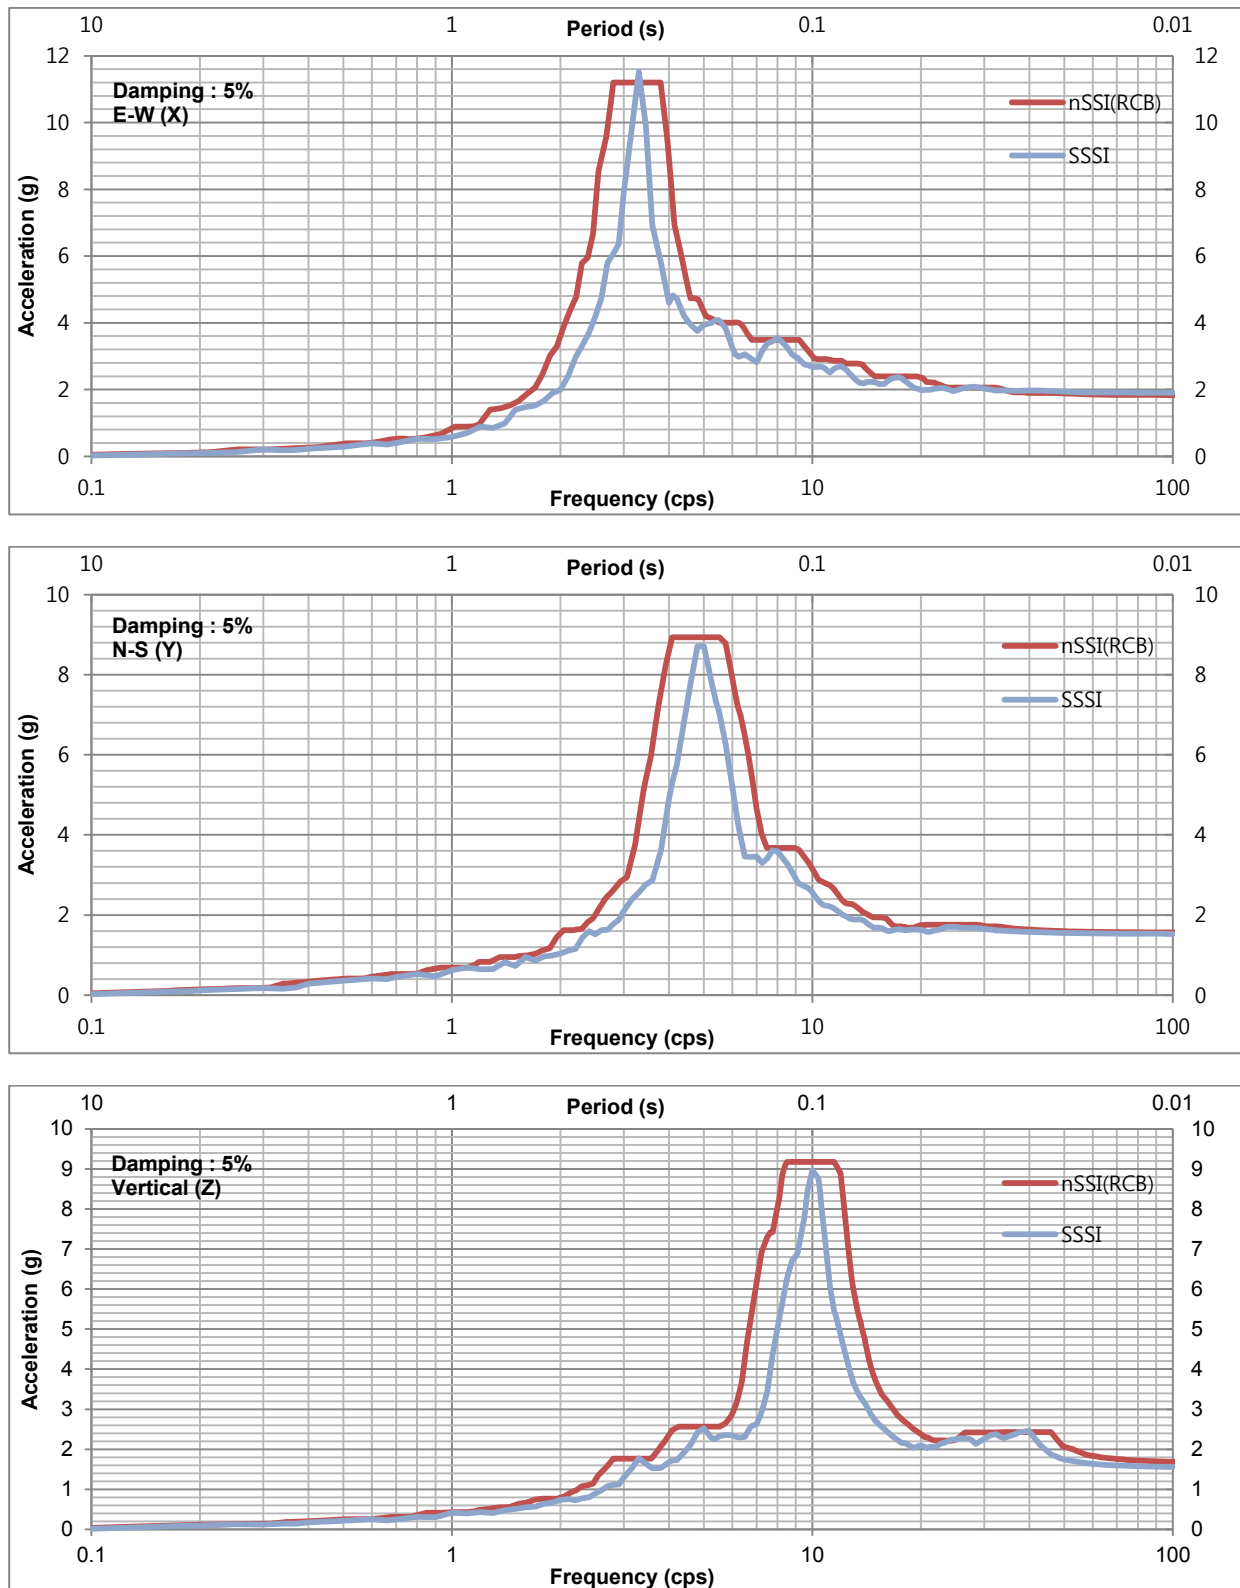 10 1 Period (s) 0.1 0.01
12 12
Damping : 5%
E-W (X)
nSSI(RCB)
10 10
SSSI
8 8
Acceleration (g)
6 6
4 4
2 2
0 0
0.1 1 10 100
Frequency (cps)
10 1 Period (s) 0.1 0.01
10 10
Damping : 5%
N-S (Y)
nSSI(RCB)
8 8
SSSI
Acceleration (g)
6 6
4 4
2 2
0 0
0.1 1 10 100
Frequency (cps)
10 1 Period (s) 0.1 0.01
10 10
Damping : 5%
9 9
Vertical (Z)
nSSI(RCB)
8 8
SSSI
7 7
Acceleration (g)
6 6
5 5
4 4
3 3
2 2
1 1
0 0
0.1 1 10 100
Frequency (cps)